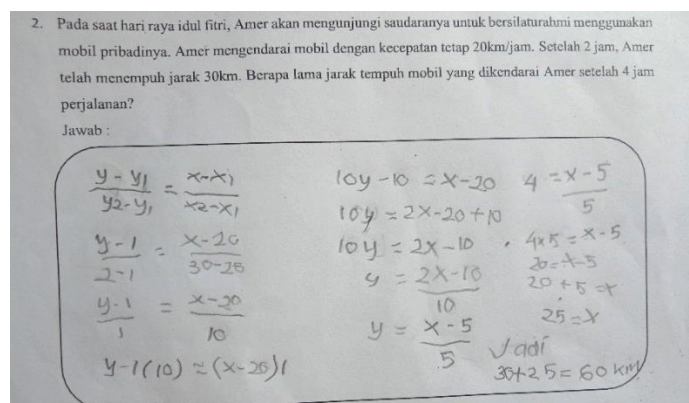 2. Pada saat hari raya idul fitri, Amer akan mengunjungi saudaranya untuk bersilaturahmi menggunakan
mobil pribadinya. Amer mengendarai mobil dengan kecepatan tetap 20km/jam. Setelah 2 jam, Amer
telah menempuh jarak 30km. Berapa lama jarak tempuh mobil yang dikendarai Amer setelah 4 jam
perjalanan?
Jawab :
y - y1 / y2 - y1 = x - x1 / x2 - x1
y - 1 / 2 - 1 = x - 20 / 30 - 20
y - 1 / 1 = x - 20 / 10
y - 1 (10) = (x - 20) 1
10y - 10 = x - 20
10y = 2x - 20 + 10
10y = 2x - 10
y = 2x - 10 / 10
y = x - 5 / 5
4 = x - 5 / 5
4x5 = x - 5
20 = x - 5
20 + 5 = x
25 = x
Jadi
30 + 25 = 60 km